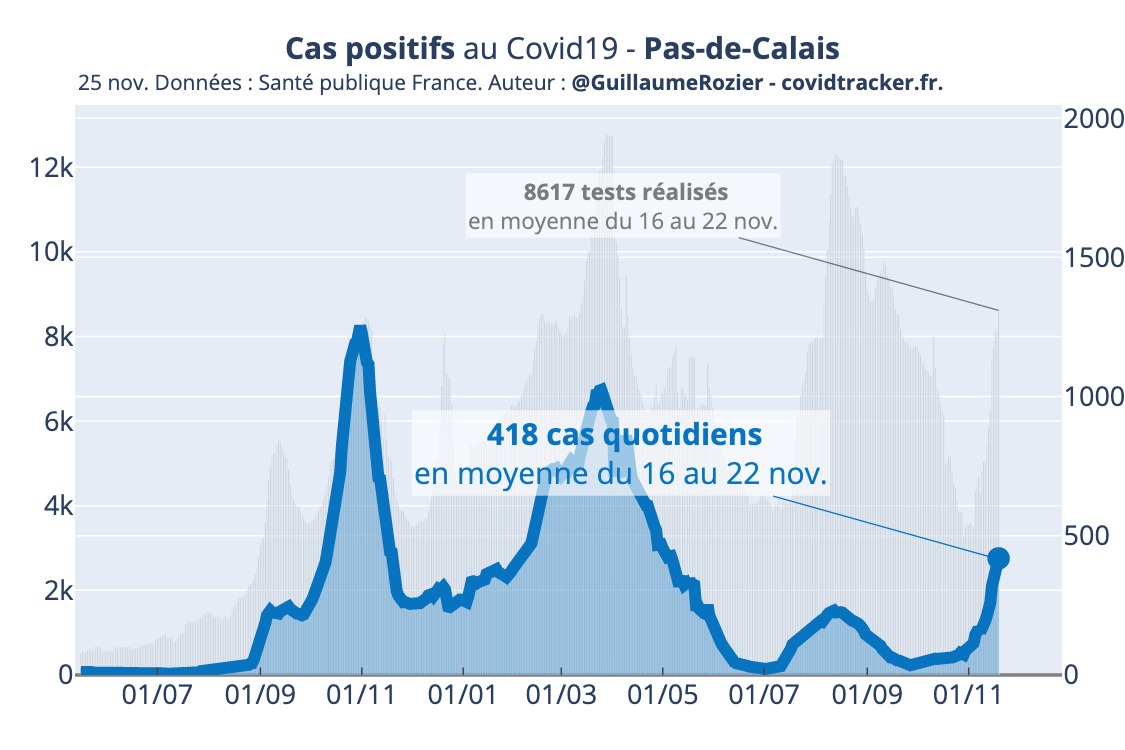 Cas positifs au Covid19 - Pas-de-Calais
25 nov. Données : Santé publique France. Auteur : @GuillaumeRozier - covidtracker.fr.
2000
12k
8617 tests réalisés
en moyenne du 16 au 22 nov.
10k
1500
8k
1000
6k
418 cas quotidiens
en moyenne du 16 au 22 nov.
4k
500
2k
0
0
01/07
01/09
01/11
01/01
01/03
01/05
01/07
01/09
01/11